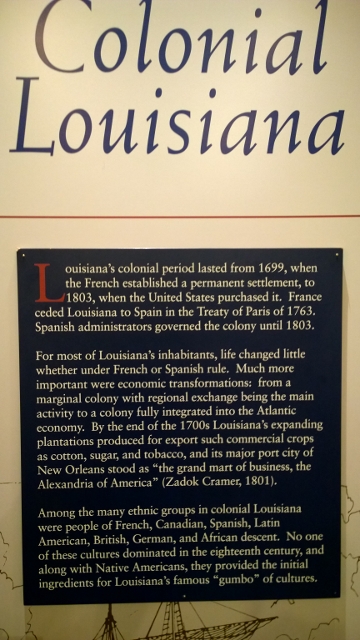 Colonial
Louisiana
Louisiana's colonial period lasted from 1699, when
the French established a permanent settlement, to
1803, when the United States purchased it. France
ceded Louisiana to Spain in the Treaty of Paris of 1763.
Spanish administrators governed the colony until 1803.
For most of Louisiana's inhabitants, life changed little
whether under French or Spanish rule. Much more
important were economic transformations: from a
marginal colony with regional exchange being the main
activity to a colony fully integrated into the Atlantic
economy. By the end of the 1700s Louisiana's expanding
plantations produced for export such commercial crops
as cotton, sugar, and tobacco, and its major port city of
New Orleans stood as "the grand mart of business, the
Alexandria of America" (Zadok Cramer, 1801).
Among the many ethnic groups in colonial Louisiana
were people of French, Canadian, Spanish, Latin
American, British, German, and African descent. No one
of these cultures dominated in the eighteenth century, and
along with Native Americans, they provided the initial
ingredients for Louisiana's famous "gumbo" of cultures.